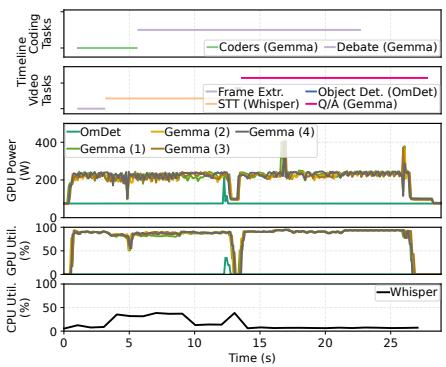 Timeline
Coding
Tasks
Coders (Gemma)
Debate (Gemma)
Video
Tasks
Frame Extr.
Object Det. (OmDet)
STT (Whisper)
Q/A (Gemma)
GPU Power
(W)
400
200
0
OmDet
Gemma (2)
Gemma (4)
Gemma (1)
Gemma (3)
GPU Util.
(%)
100
50
0
CPU Util.
(%)
100
50
0
Whisper
0 5 10 15 20 25
Time (s)